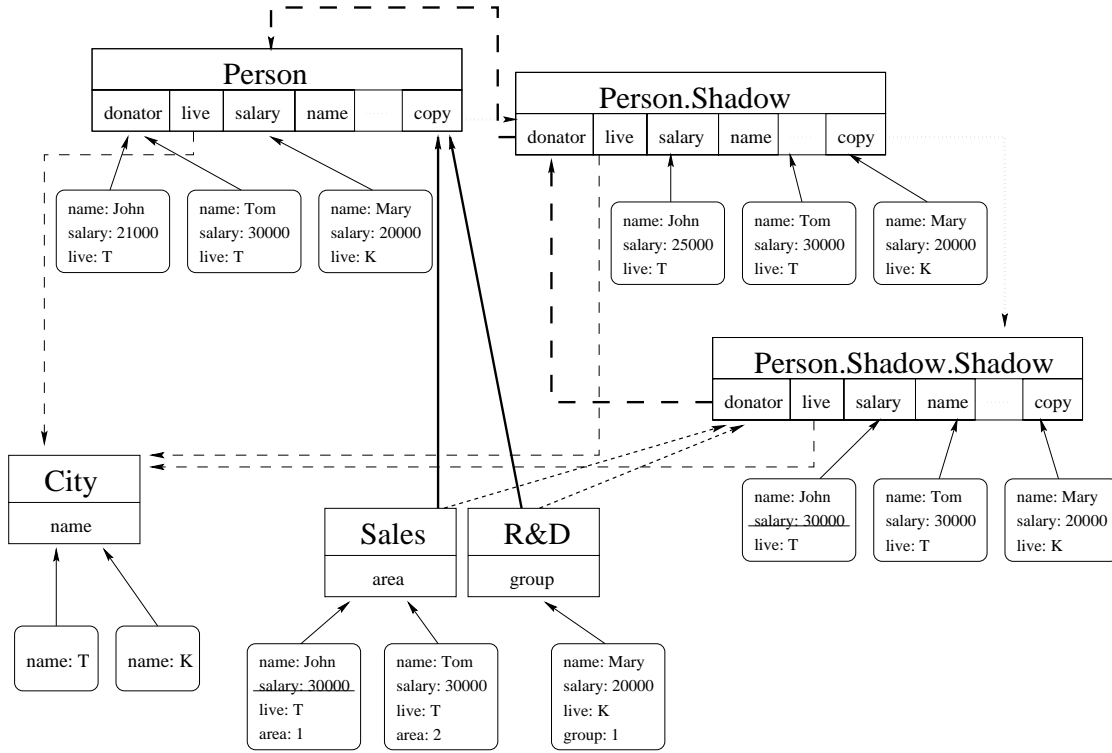 Person
donator live salary name copy
Person.Shadow
donator live salary name copy
name: John
salary: 21000
live: T
name: Tom
salary: 30000
live: T
name: Mary
salary: 20000
live: K
name: John
salary: 25000
live: T
name: Tom
salary: 30000
live: T
name: Mary
salary: 20000
live: K
Person.Shadow.Shadow
donator live salary name copy
name: John
salary: 30000
live: T
name: Tom
salary: 30000
live: T
name: Mary
salary: 20000
live: K
City
name
Sales
area
R&D
group
name: T
name: K
name: John
salary: 30000
live: T
area: 1
name: Tom
salary: 30000
live: T
area: 2
name: Mary
salary: 20000
live: K
group: 1